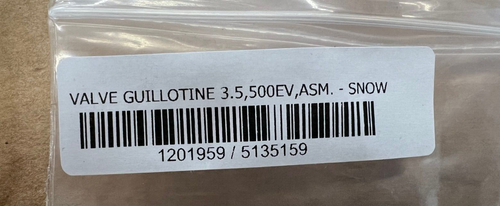 VALVE GUILLOTINE 3.5,500EV,ASM. - SNOW
1201959 / 5135159